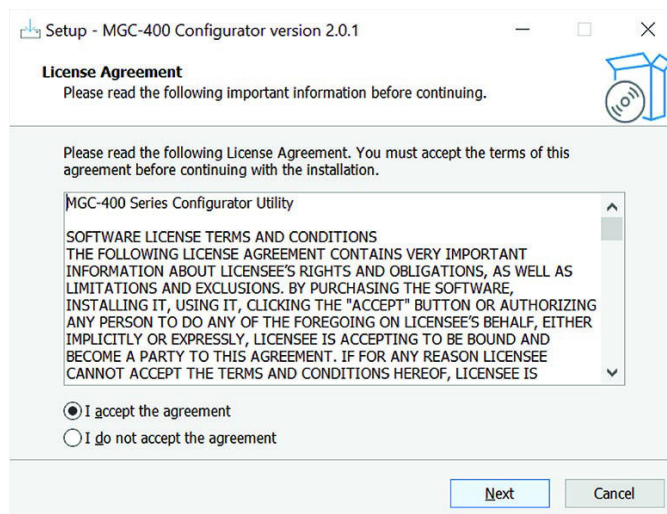 Setup - MGC-400 Configurator version 2.0.1
License Agreement
Please read the following important information before continuing.
Please read the following License Agreement. You must accept the terms of this
agreement before continuing with the installation.
MGC-400 Series Configurator Utility
SOFTWARE LICENSE TERMS AND CONDITIONS
THE FOLLOWING LICENSE AGREEMENT CONTAINS VERY IMPORTANT
INFORMATION ABOUT LICENSEE'S RIGHTS AND OBLIGATIONS, AS WELL AS
LIMITATIONS AND EXCLUSIONS. BY PURCHASING THE SOFTWARE,
INSTALLING IT, USING IT, CLICKING THE "ACCEPT" BUTTON OR AUTHORIZING
ANY PERSON TO DO ANY OF THE FOREGOING ON LICENSEE'S BEHALF, EITHER
IMPLICITLY OR EXPRESSLY, LICENSEE IS ACCEPTING TO BE BOUND AND
BECOME A PARTY TO THIS AGREEMENT. IF FOR ANY REASON LICENSEE
CANNOT ACCEPT THE TERMS AND CONDITIONS HEREOF, LICENSEE IS
I accept the agreement
I do not accept the agreement
Next
Cancel